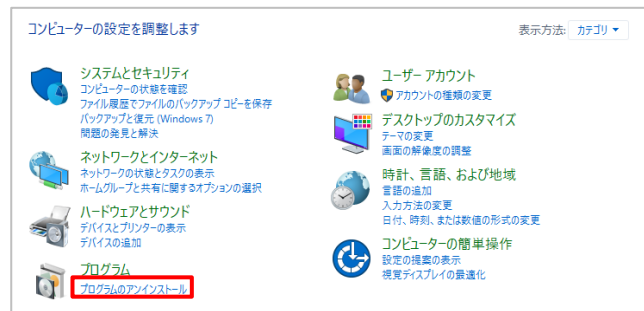 コンピューターの設定を調整します
表示方法: カテゴリ
システムとセキュリティ
コンピューターの状態を確認
ファイル履歴でファイルのバックアップ コピーを保存
バックアップと復元 (Windows 7)
問題の発見と解決
ネットワークとインターネット
ネットワークの状態とタスクの表示
ホームグループと共有に関するオプションの選択
ハードウェアとサウンド
デバイスとプリンターの表示
デバイスの追加
プログラム
プログラムのアンインストール
ユーザー アカウント
アカウントの種類の変更
デスクトップのカスタマイズ
テーマの変更
画面の解像度の調整
時計、言語、および地域
言語の追加
入力方法の変更
日付、時刻、または数値の形式の変更
コンピューターの簡単操作
設定の提案の表示
視覚ディスプレイの最適化